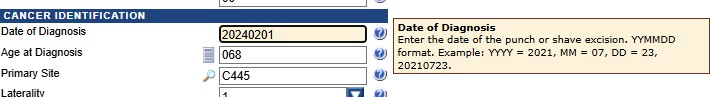 CANCER IDENTIFICATION
Date of Diagnosis 20240201
Age at Diagnosis 068
Primary Site C445
Laterality
Date of Diagnosis
Enter the date of the punch or shave excision. YYMMDD
format. Example: YYYY = 2021, MM = 07, DD = 23,
20210723.